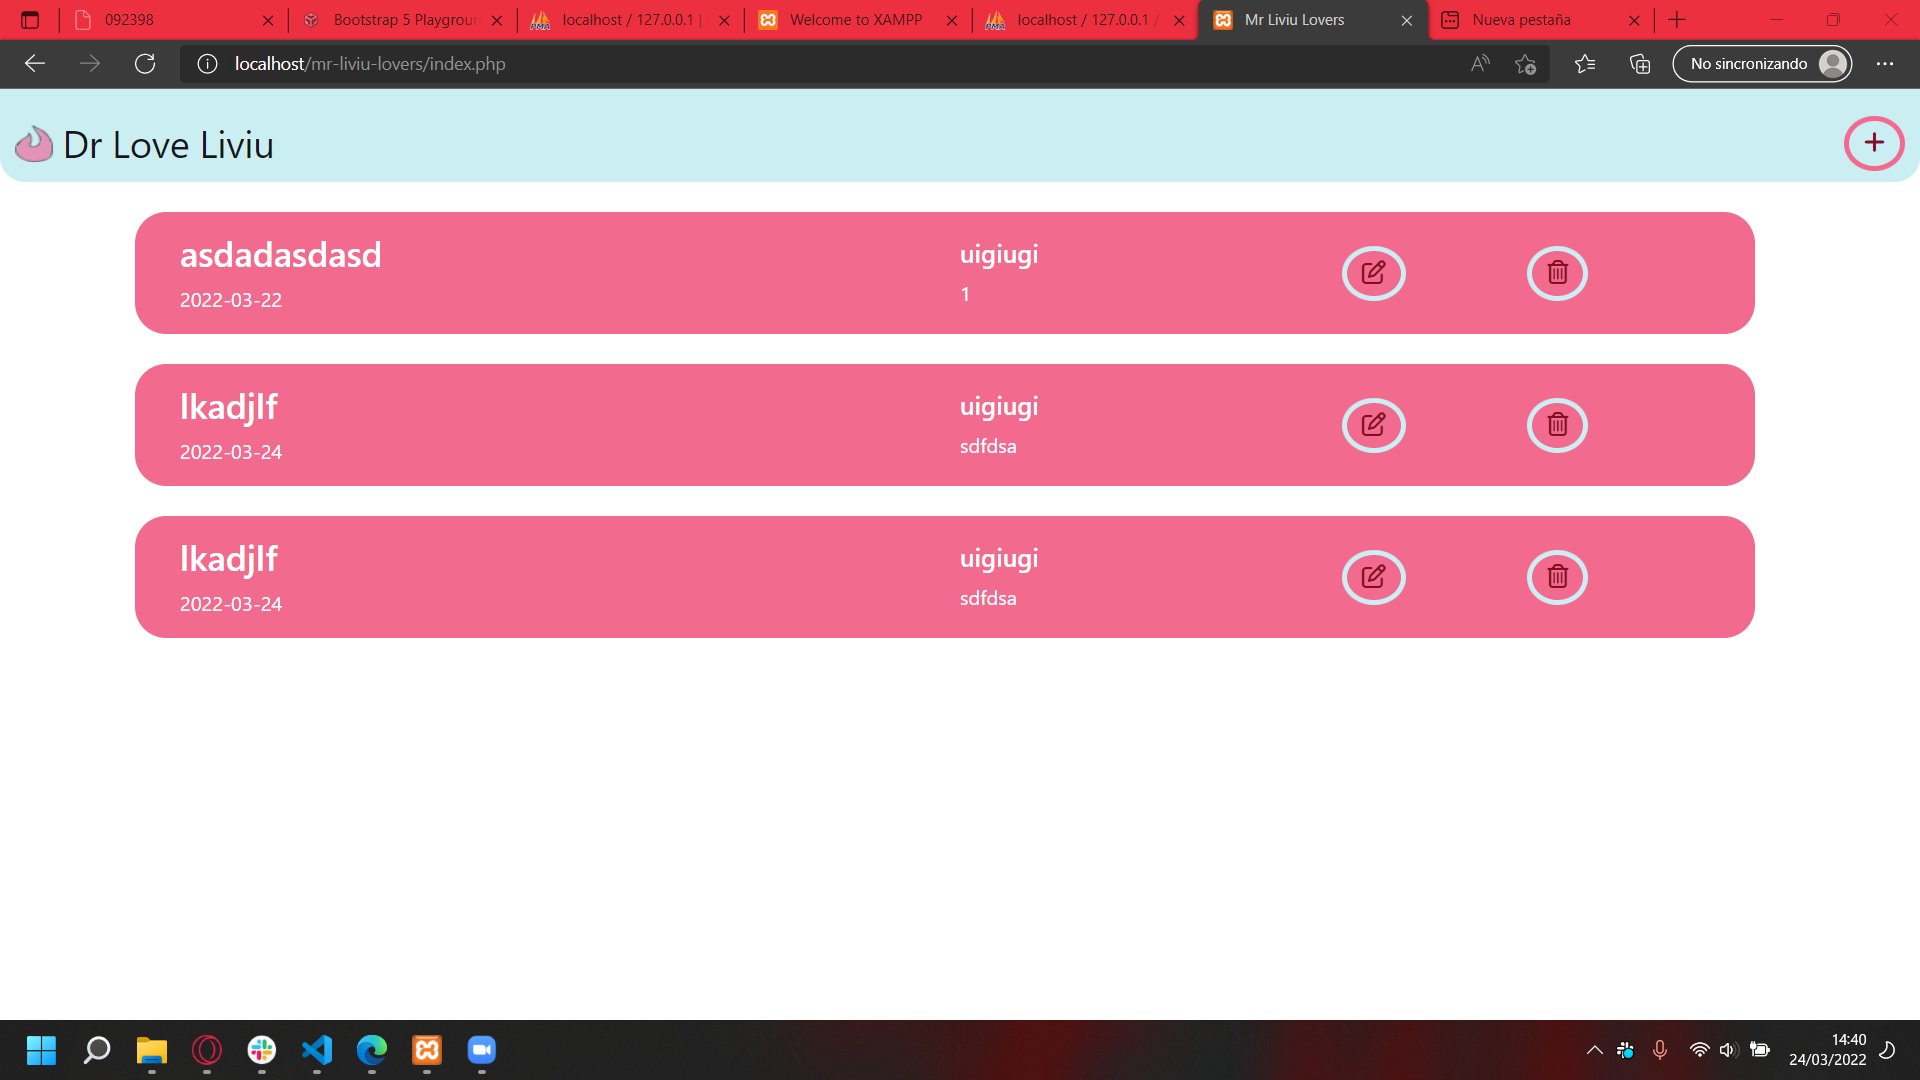 092398
Bootstrap 5 Playgroun
localhost / 127.0.0.1 |
Welcome to XAMPP
localhost / 127.0.0.1 /
Mr Liviu Lovers
Nueva pestaña
localhost/mr-liviu-lovers/index.php
No sincronizando
Dr Love Liviu
asdadasdasd
2022-03-22
uigiugi
1
lkadjlf
2022-03-24
uigiugi
sdfdsa
lkadjlf
2022-03-24
uigiugi
sdfdsa
14:40
24/03/2022